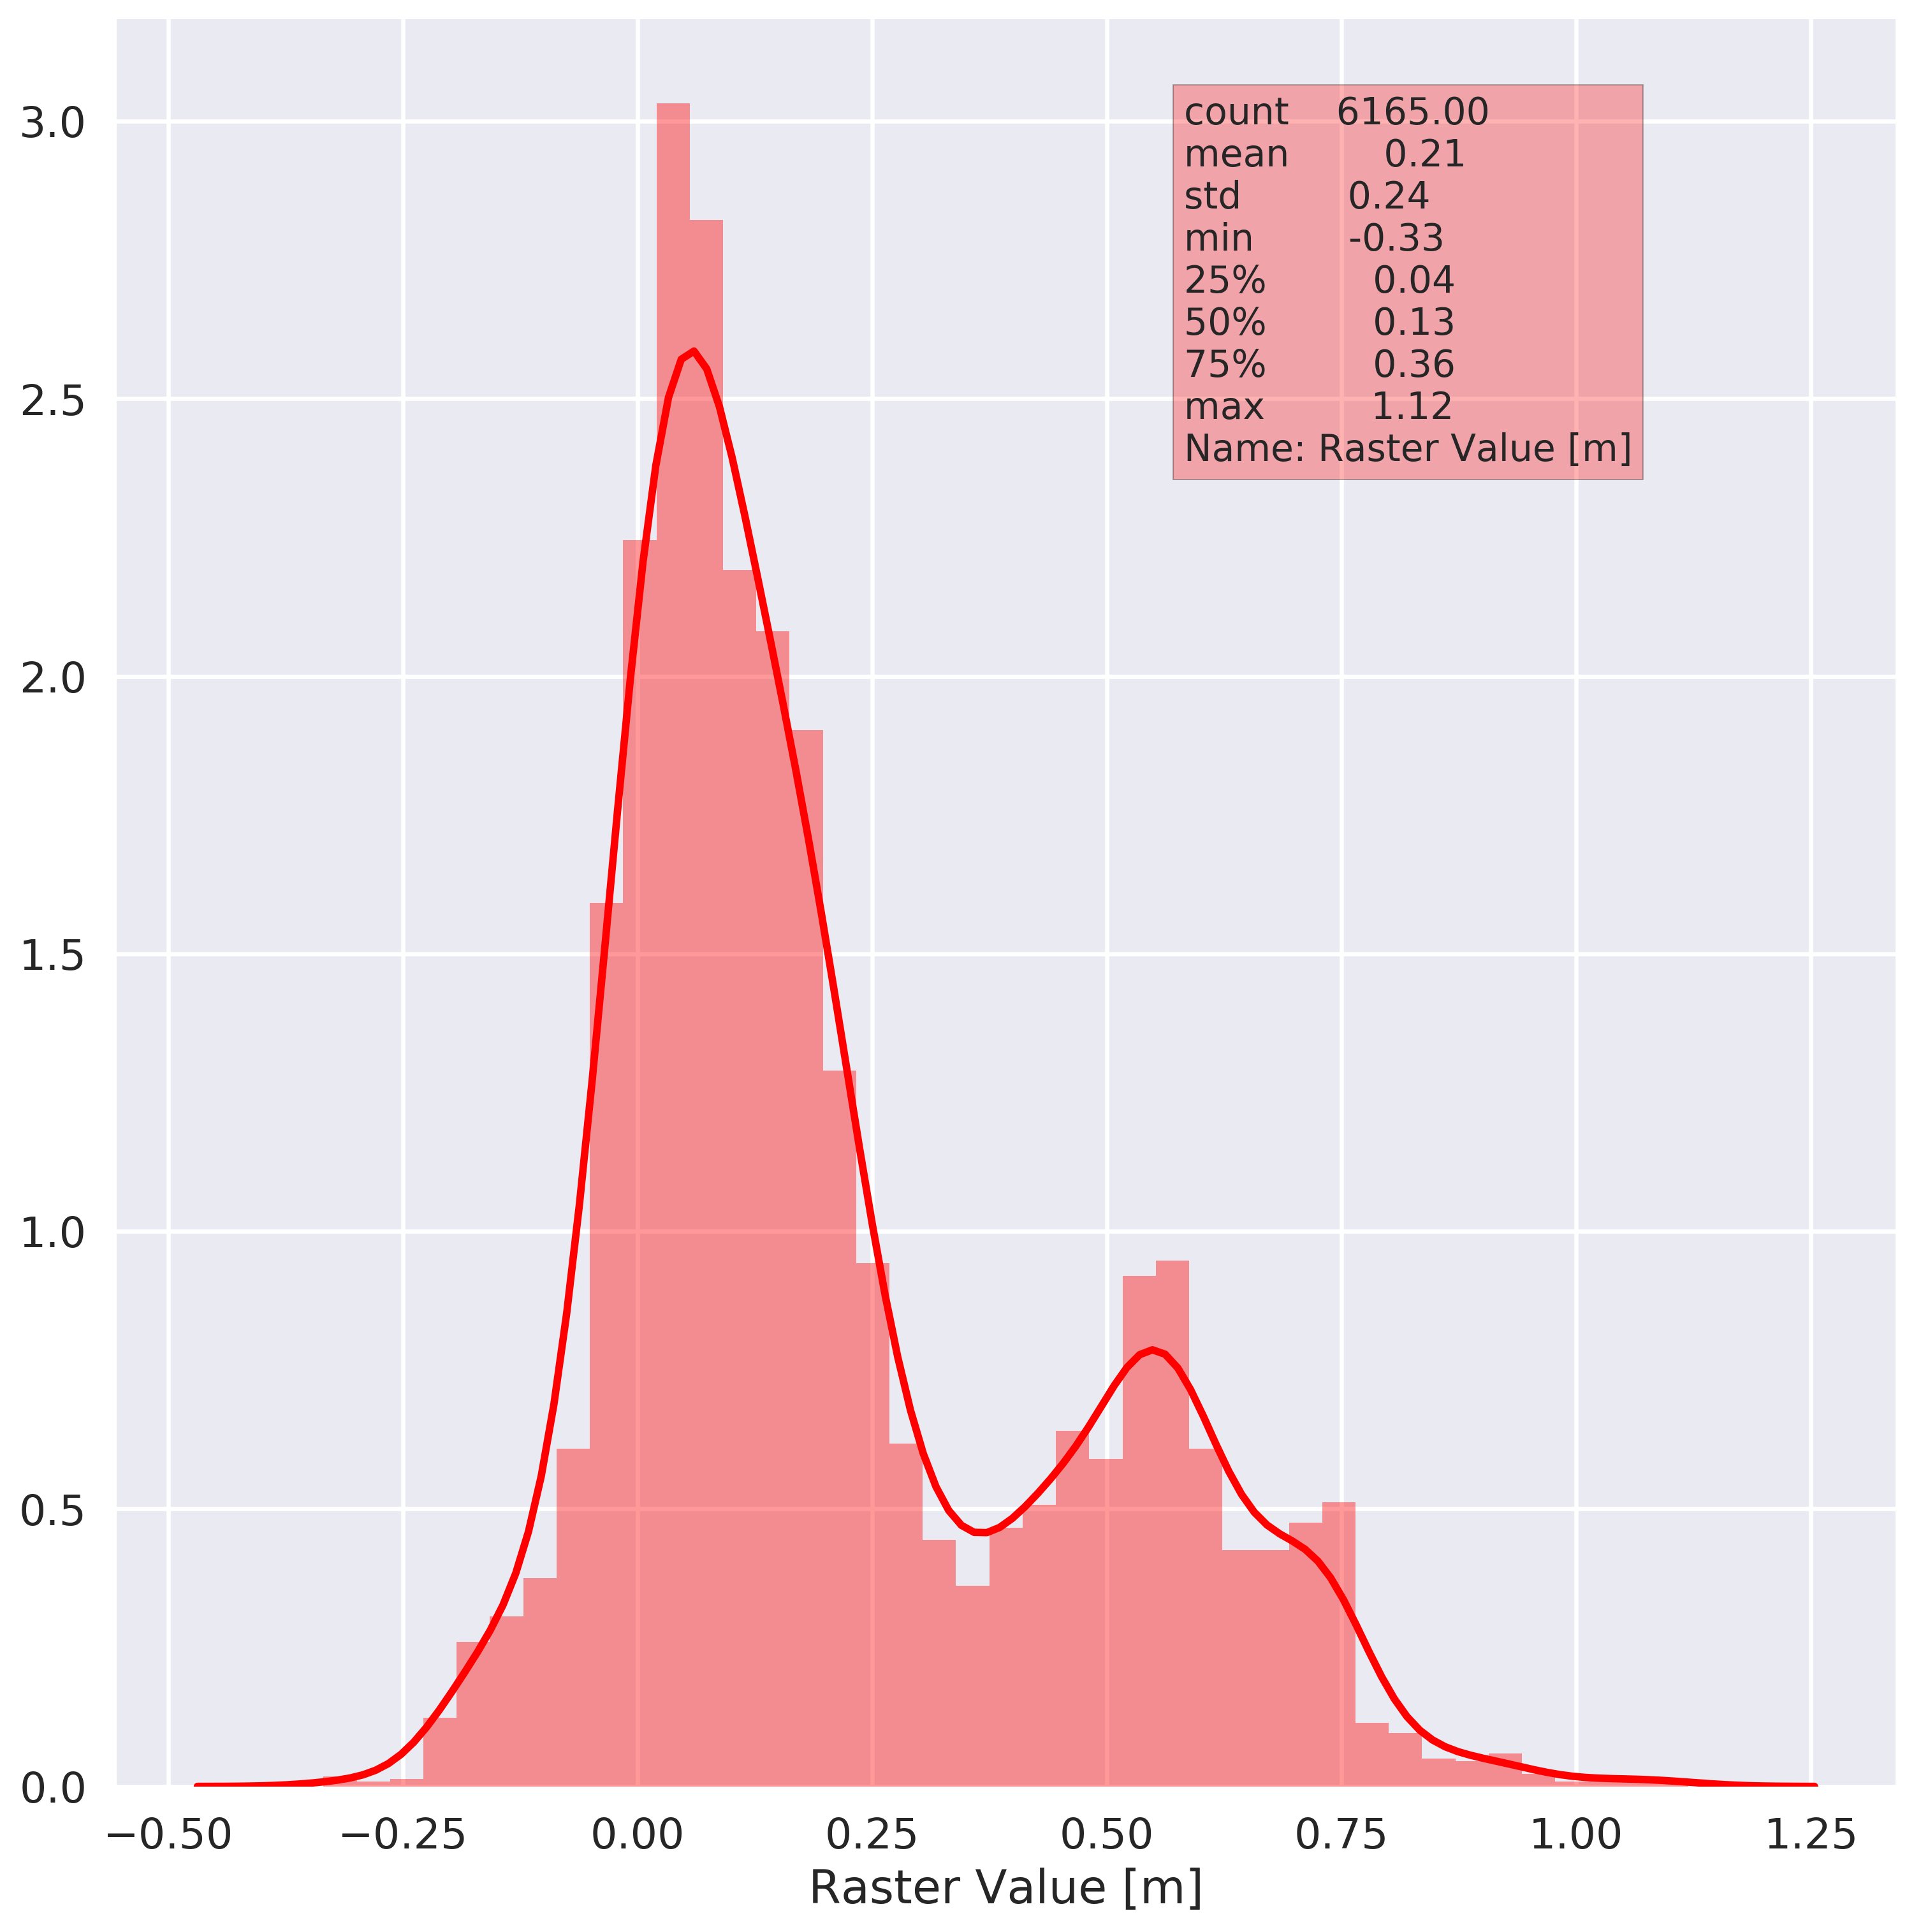 3.0
2.5
2.0
1.5
1.0
0.5
0.0
count 6165.00
mean 0.21
std 0.24
min -0.33
25% 0.04
50% 0.13
75% 0.36
max 1.12
Name: Raster Value [m]
−0.50 −0.25 0.00 0.25 0.50 0.75 1.00 1.25
Raster Value [m]